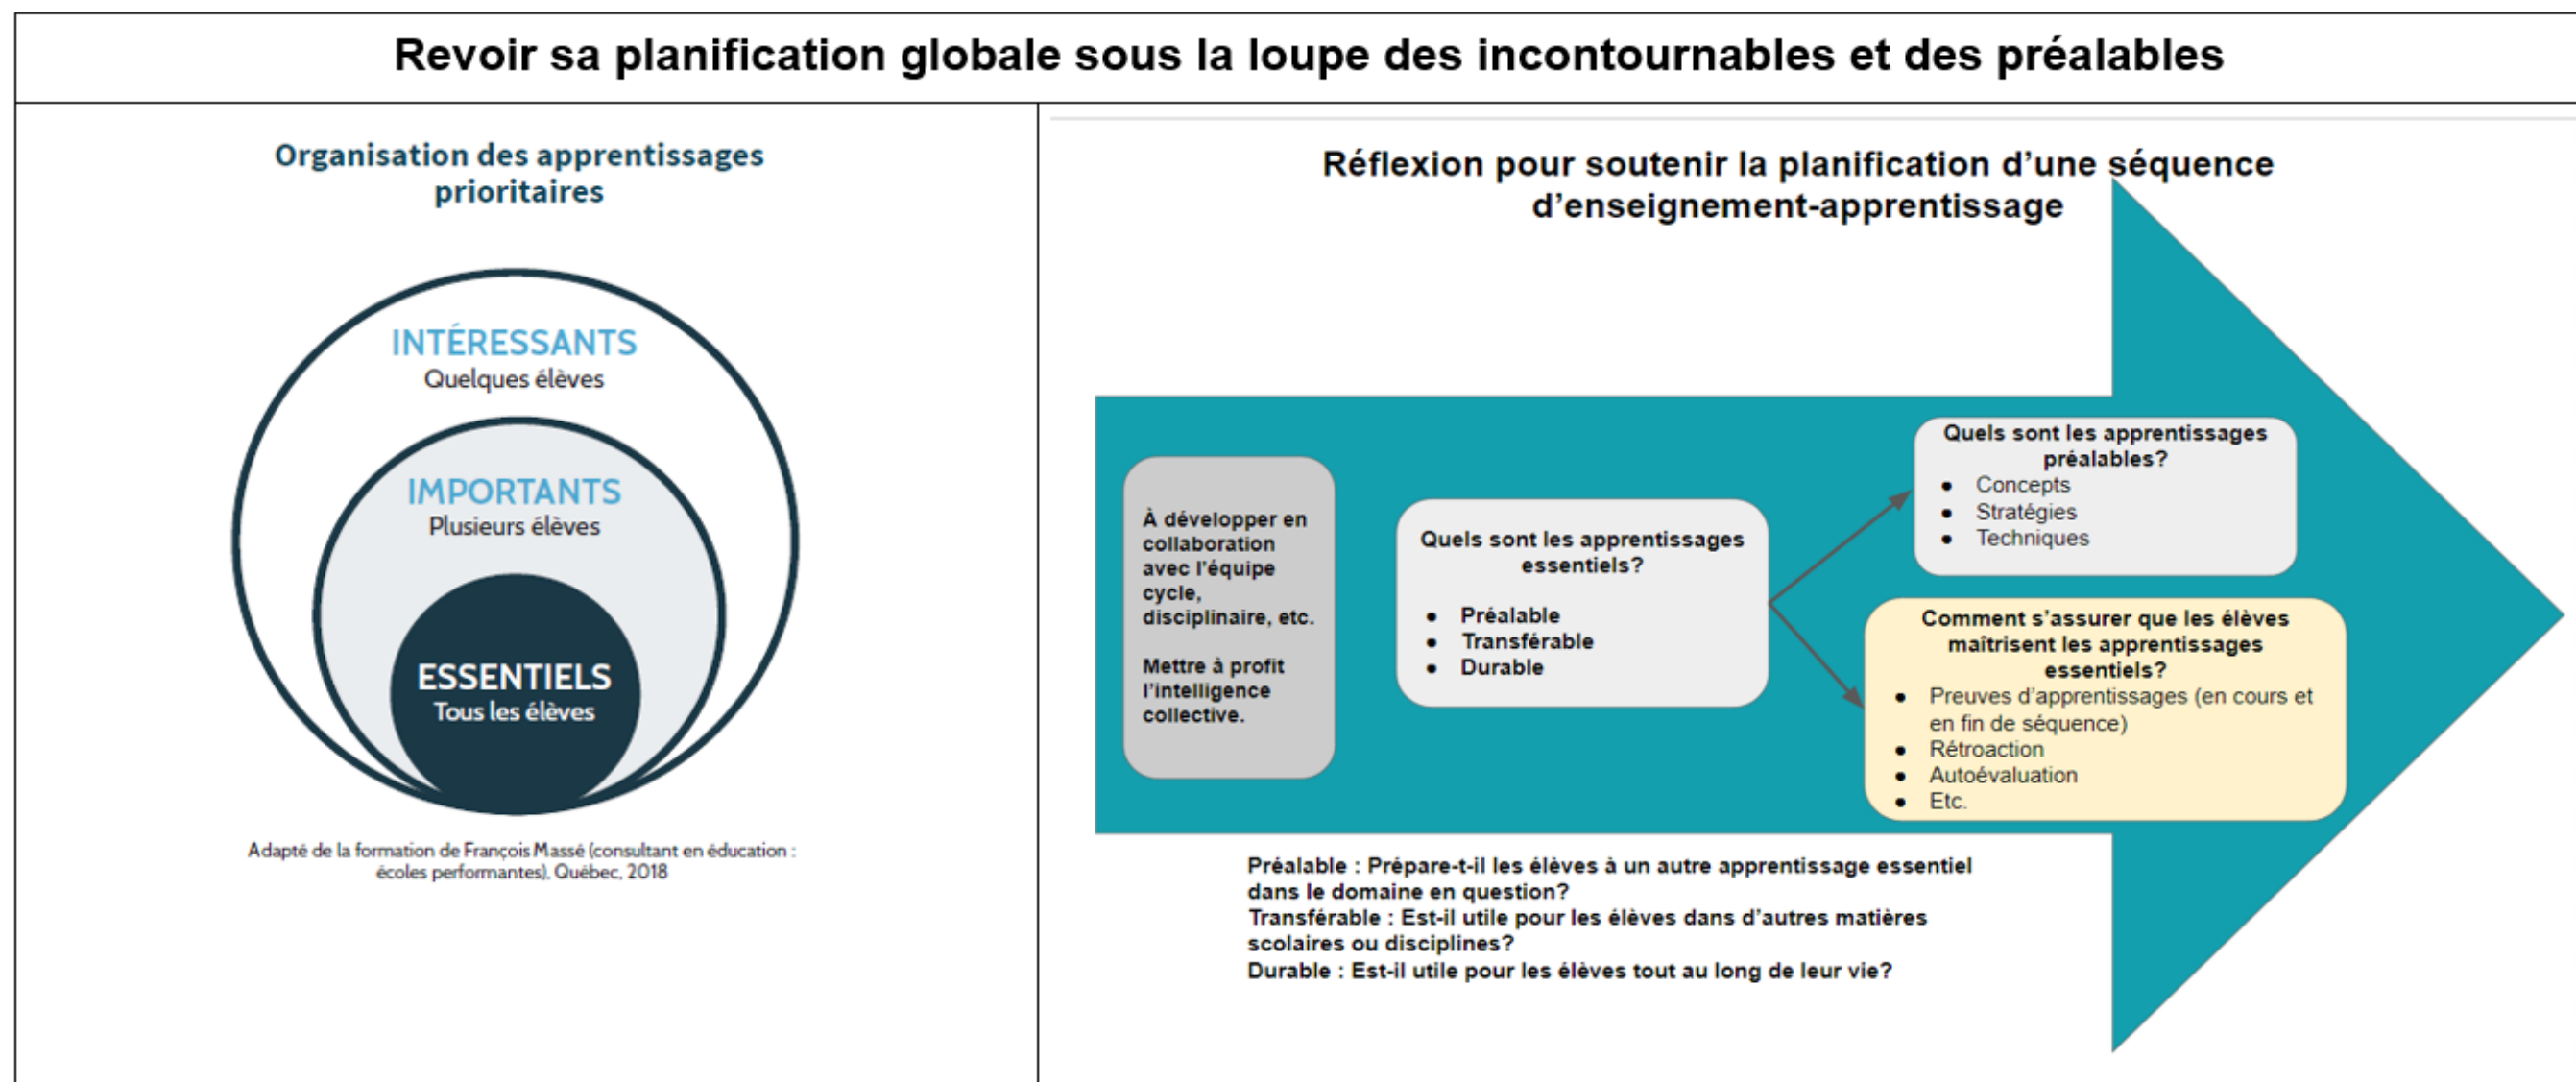 Revoir sa planification globale sous la loupe des incontournables et des préalables
Organisation des apprentissages
prioritaires
INTÉRESSANTS
Quelques élèves
IMPORTANTS
Plusieurs élèves
ESSENTIELS
Tous les élèves
Adapté de la formation de François Massé (consultant en éducation :
écoles performantes), Québec, 2018
Réflexion pour soutenir la planification d'une séquence
d'enseignement-apprentissage
À développer en
collaboration
avec l'équipe
cycle,
disciplinaire, etc.
Mettre à profit
l'intelligence
collective.
Quels sont les apprentissages
essentiels?
● Préalable
● Transférable
● Durable
Quels sont les apprentissages
préalables?
● Concepts
● Stratégies
● Techniques
Comment s'assurer que les élèves
maîtrisent les apprentissages
essentiels?
● Preuves d'apprentissages (en cours et
en fin de séquence)
● Rétroaction
● Autoévaluation
● Etc.
Préalable : Prépare-t-il les élèves à un autre apprentissage essentiel
dans le domaine en question?
Transférable : Est-il utile pour les élèves dans d'autres matières
scolaires ou disciplines?
Durable : Est-il utile pour les élèves tout au long de leur vie?